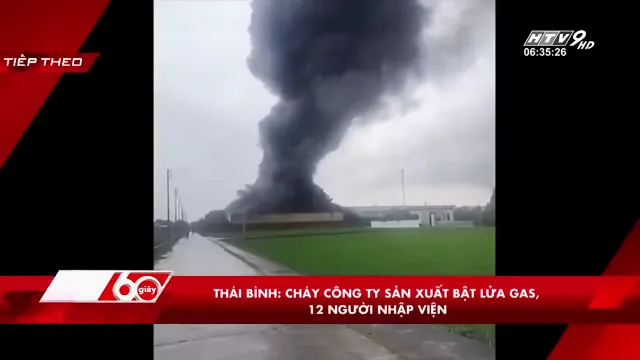 TIẾP THEO
HTV9 HD
06:35:26
60 giây
THÁI BÌNH: CHÁY CÔNG TY SẢN XUẤT BẬT LỬA GAS,
12 NGƯỜI NHẬP VIỆN